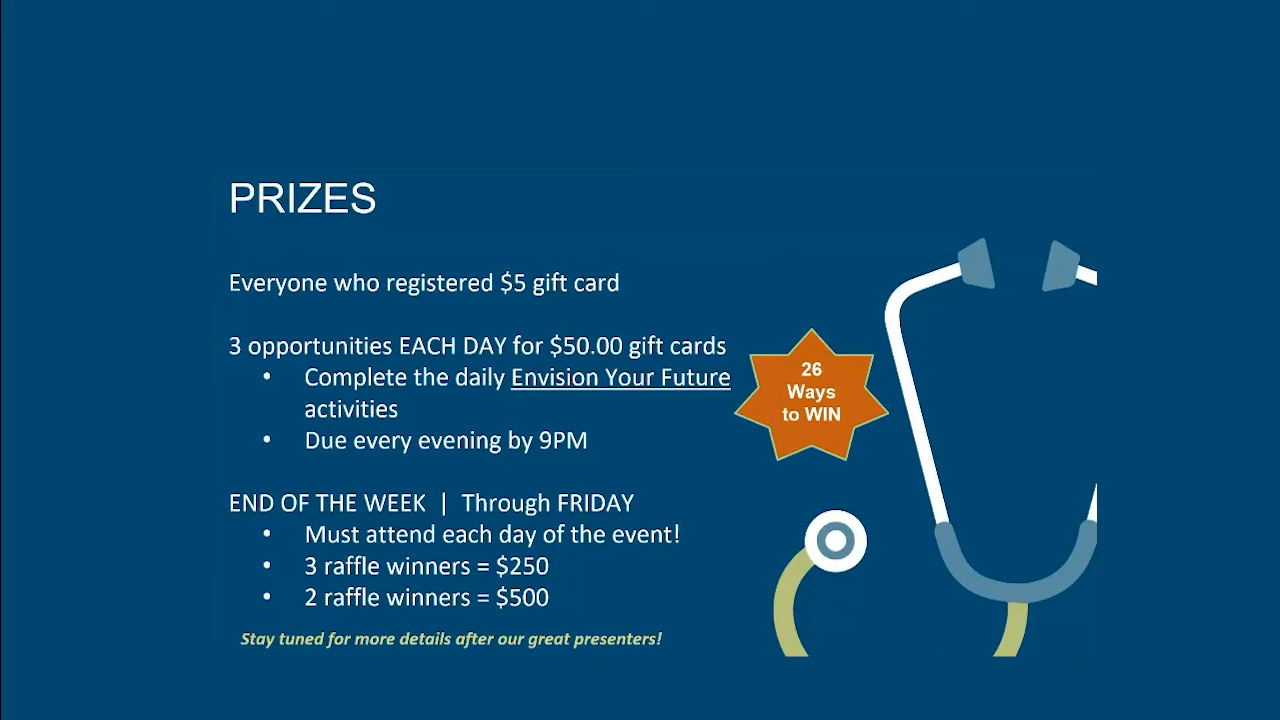 PRIZES
Everyone who registered $5 gift card
3 opportunities EACH DAY for $50.00 gift cards
• Complete the daily Envision Your Future
activities
• Due every evening by 9PM
26
Ways
to WIN
END OF THE WEEK | Through FRIDAY
• Must attend each day of the event!
• 3 raffle winners = $250
• 2 raffle winners = $500
Stay tuned for more details after our great presenters!